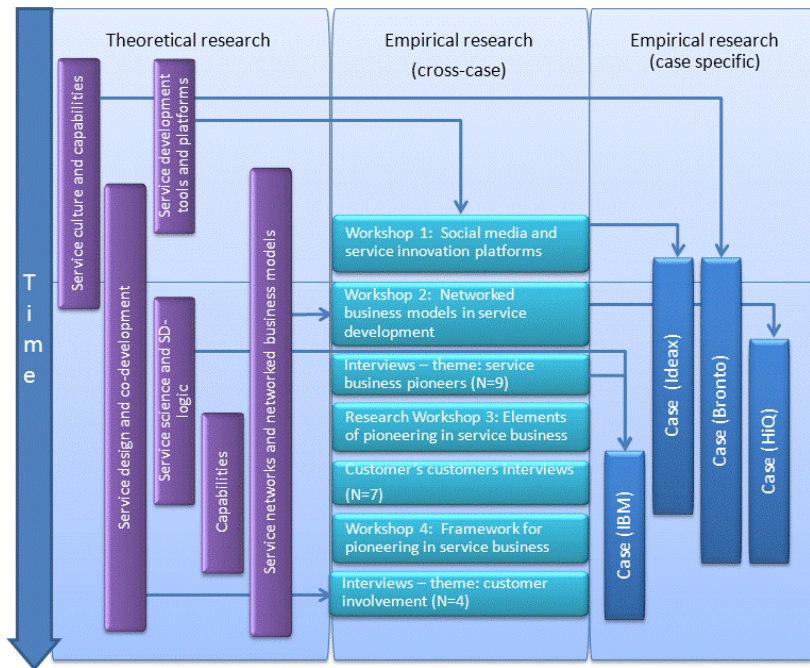 Theoretical research
Empirical research
(cross-case)
Empirical research
(case specific)
Time
Service culture and capabilities
Service development
tools and platforms
Service design and co-development
Service science and SD-
logic
Capabilities
Service networks and networked business models
Workshop 1: Social media and
service innovation platforms
Workshop 2: Networked
business models in service
development
Interviews – theme: service
business pioneers (N=9)
Research Workshop 3: Elements
of pioneering in service business
Customer's customers interviews
(N=7)
Workshop 4: Framework for
pioneering in service business
Interviews – theme: customer
involvement (N=4)
Case (IBM)
Case (Ideax)
Case (Bronto)
Case (HiQ)